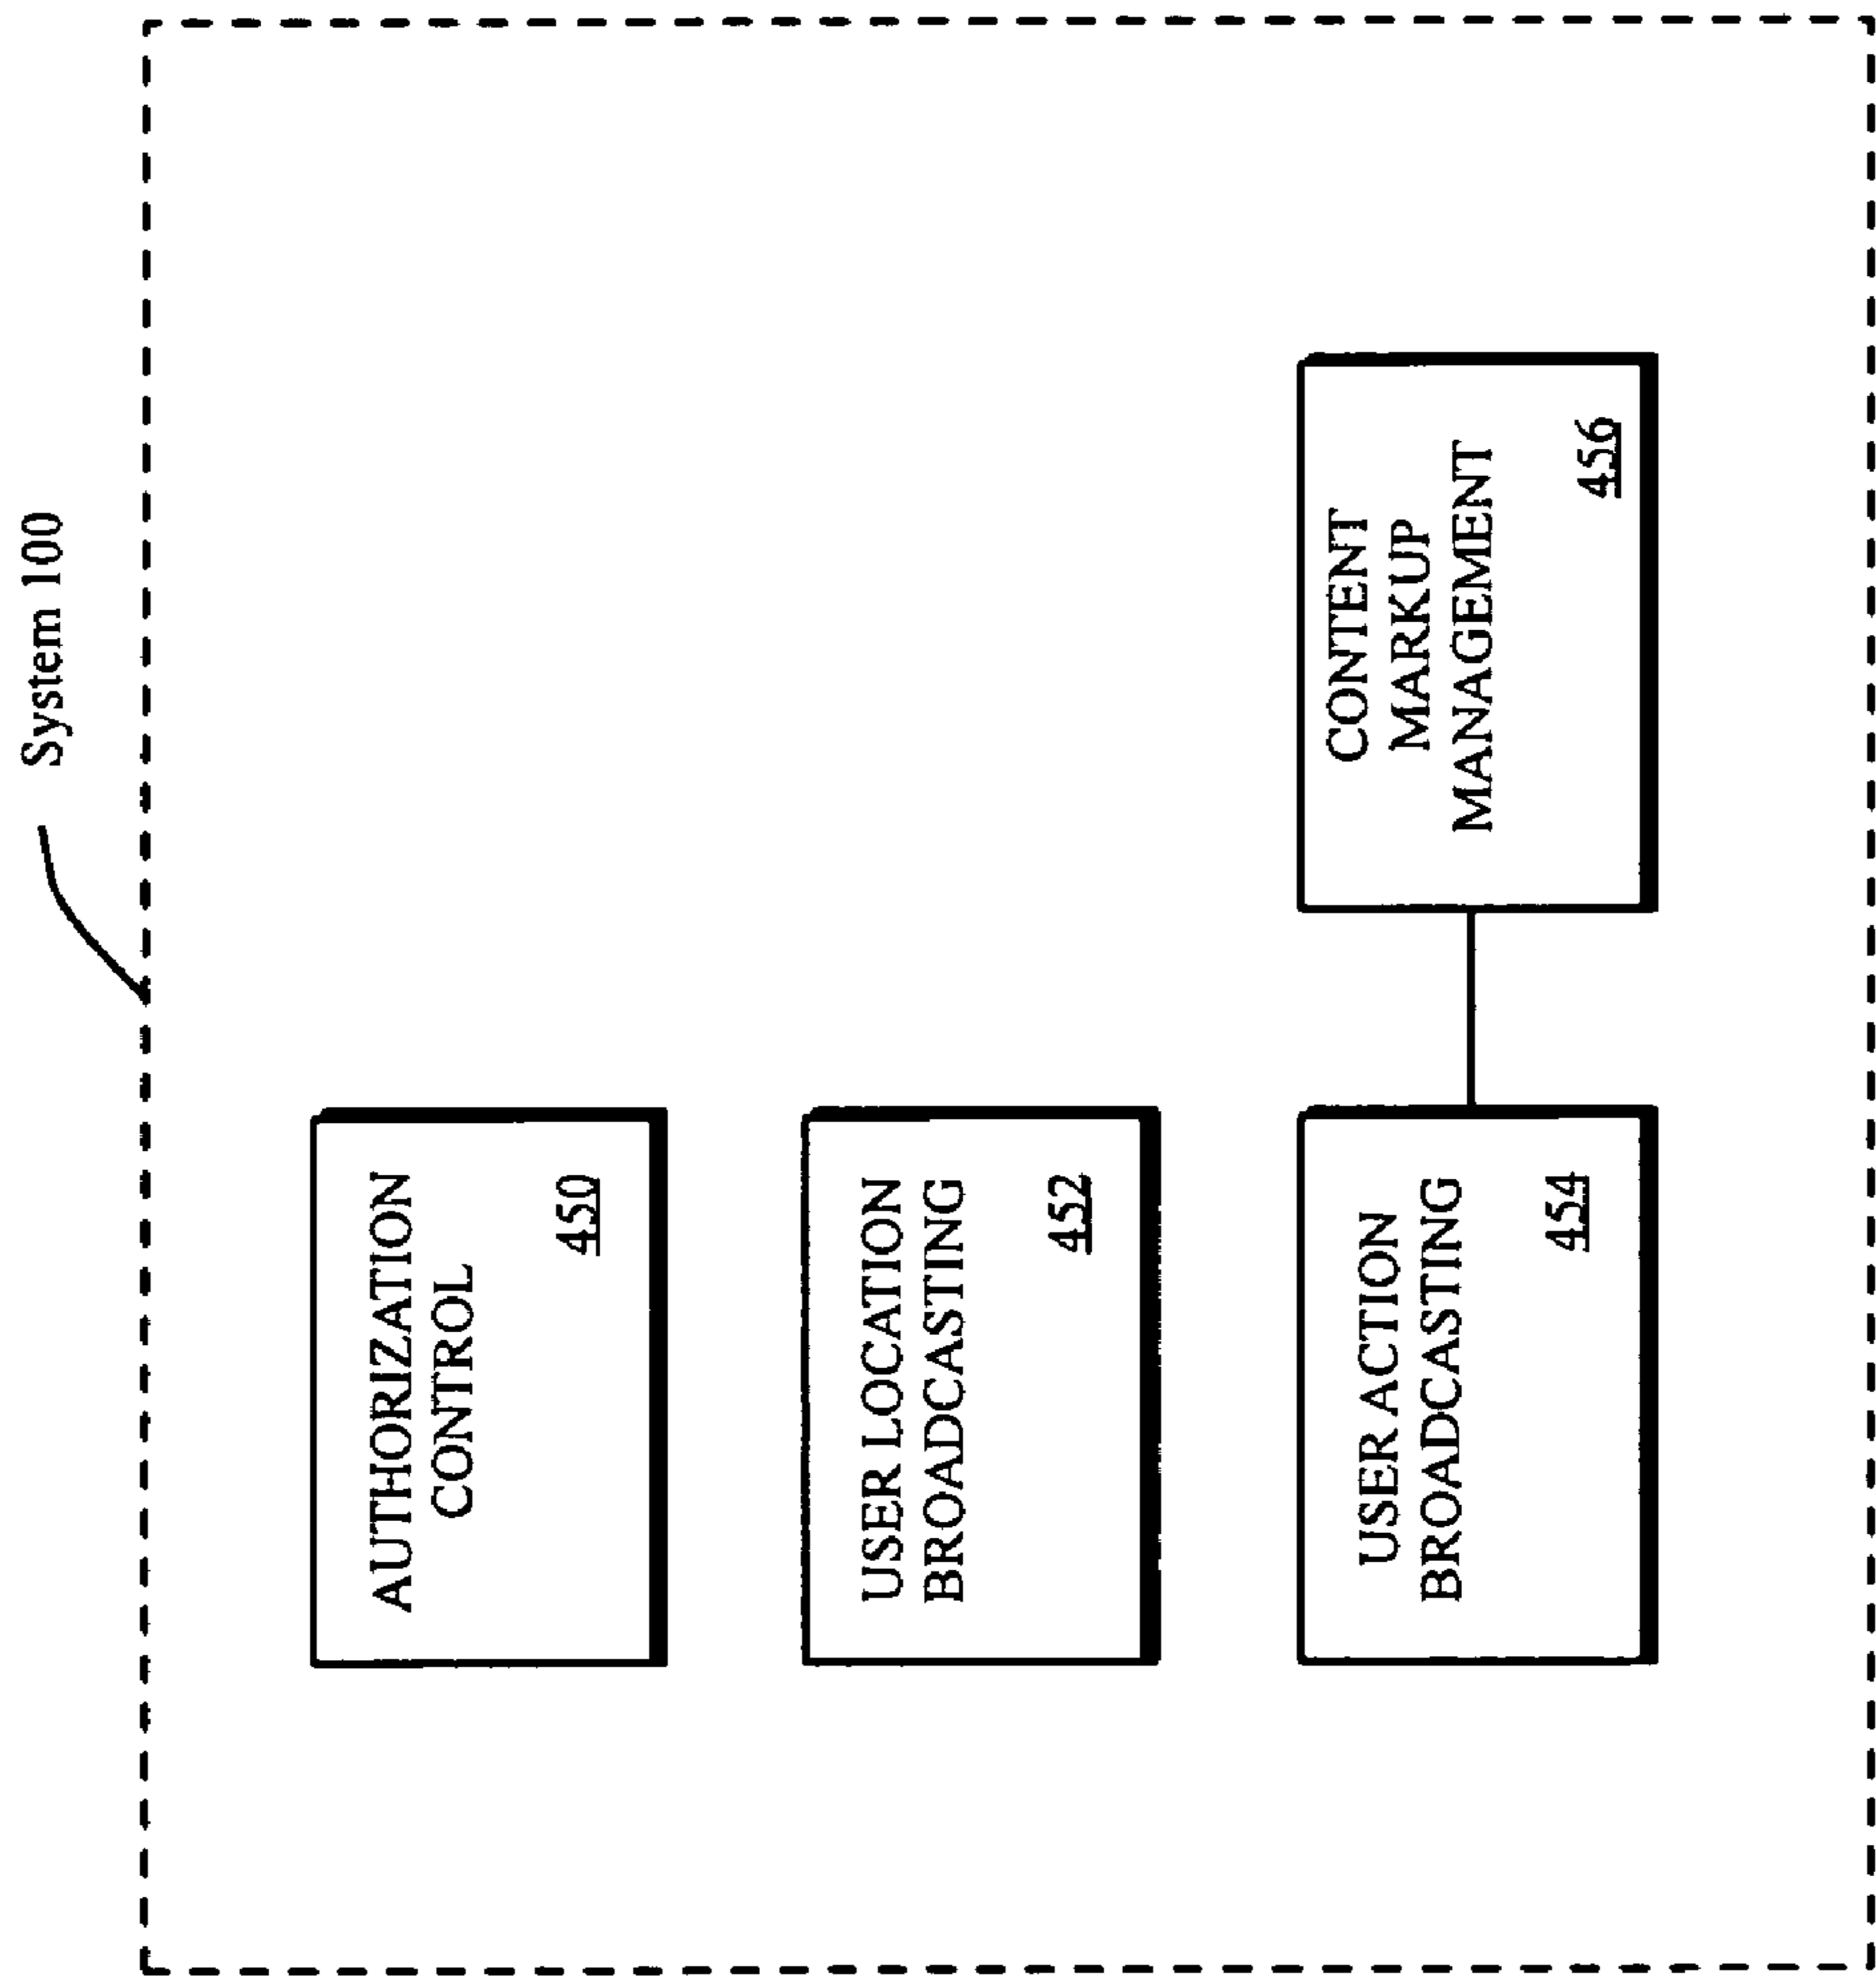 System 100
AUTHORIZATION
CONTROL
450
USER LOCATION
BROADCASTING
452
USER ACTION
BROADCASTING
454
CONTENT
MARKUP
MANAGEMENT
456